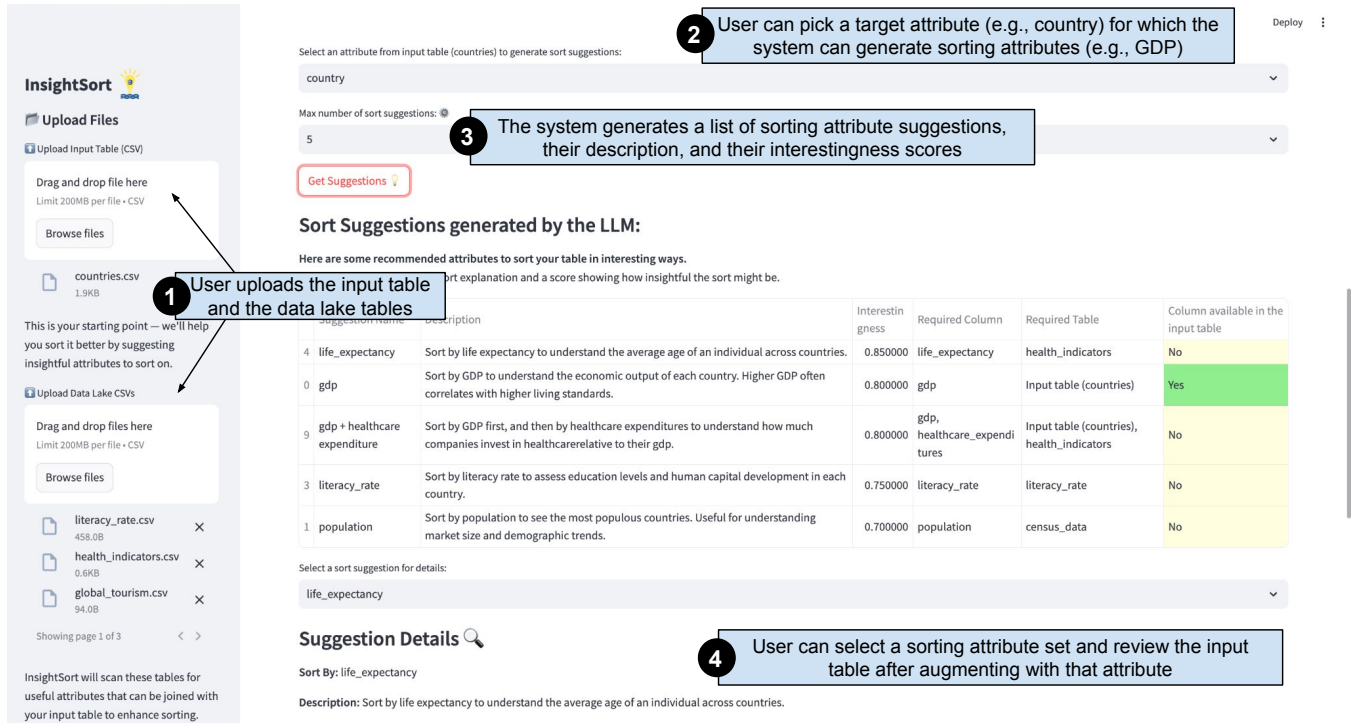 InsightSort
Upload Files
Upload Input Table (CSV)
Drag and drop file here
Limit 200MB per file • CSV
Browse files
countries.csv
1.9KB
This is your starting point — we'll help
you sort it better by suggesting
insightful attributes to sort on.
Upload Data Lake CSVs
Drag and drop files here
Limit 200MB per file • CSV
Browse files
literacy_rate.csv
458.0B
health_indicators.csv
0.6KB
global_tourism.csv
94.0B
Showing page 1 of 3
InsightSort will scan these tables for
useful attributes that can be joined with
your input table to enhance sorting.
1
User uploads the input table
and the data lake tables
Deploy
2
User can pick a target attribute (e.g., country) for which the
system can generate sorting attributes (e.g., GDP)
Select an attribute from input table (countries) to generate sort suggestions:
country
Max number of sort suggestions:
5
3
The system generates a list of sorting attribute suggestions,
their description, and their interestingness scores
Get Suggestions
Sort Suggestions generated by the LLM:
Here are some recommended attributes to sort your table in interesting ways.
ort explanation and a score showing how insightful the sort might be.
Suggestion Name Description Interestin Required Column Required Table Column available in the
gness input table
4 life_expectancy Sort by life expectancy to understand the average age of an individual across countries. 0.850000 life_expectancy health_indicators No
0 gdp Sort by GDP to understand the economic output of each country. Higher GDP often 0.800000 gdp Input table (countries) Yes
correlates with higher living standards.
9 gdp + healthcare Sort by GDP first, and then by healthcare expenditures to understand how much 0.800000 gdp, Input table (countries), No
expenditure companies invest in healthcarerelative to their gdp. healthcare_expendi health_indicators
tures
3 literacy_rate Sort by literacy rate to assess education levels and human capital development in each 0.750000 literacy_rate literacy_rate No
country.
1 population Sort by population to see the most populous countries. Useful for understanding 0.700000 population census_data No
market size and demographic trends.
Select a sort suggestion for details:
life_expectancy
Suggestion Details
4
User can select a sorting attribute set and review the input
table after augmenting with that attribute
Sort By: life_expectancy
Description: Sort by life expectancy to understand the average age of an individual across countries.